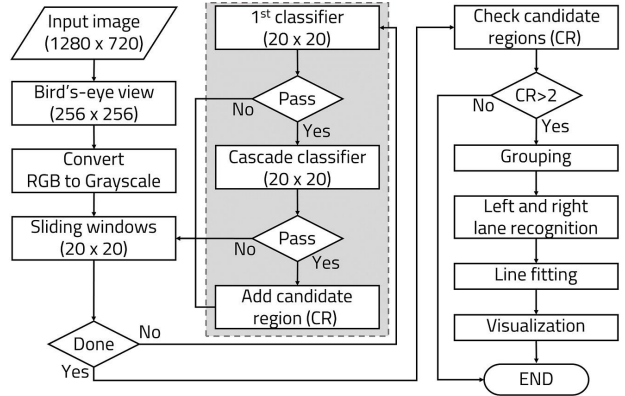 Input image
(1280 x 720)
Bird's-eye view
(256 x 256)
Convert
RGB to Grayscale
Sliding windows
(20 x 20)
Done
No
Yes
1st classifier
(20 x 20)
Pass
No
Yes
Cascade classifier
(20 x 20)
Pass
No
Yes
Add candidate
region (CR)
Check candidate
regions (CR)
CR>2
No
Yes
Grouping
Left and right
lane recognition
Line fitting
Visualization
END